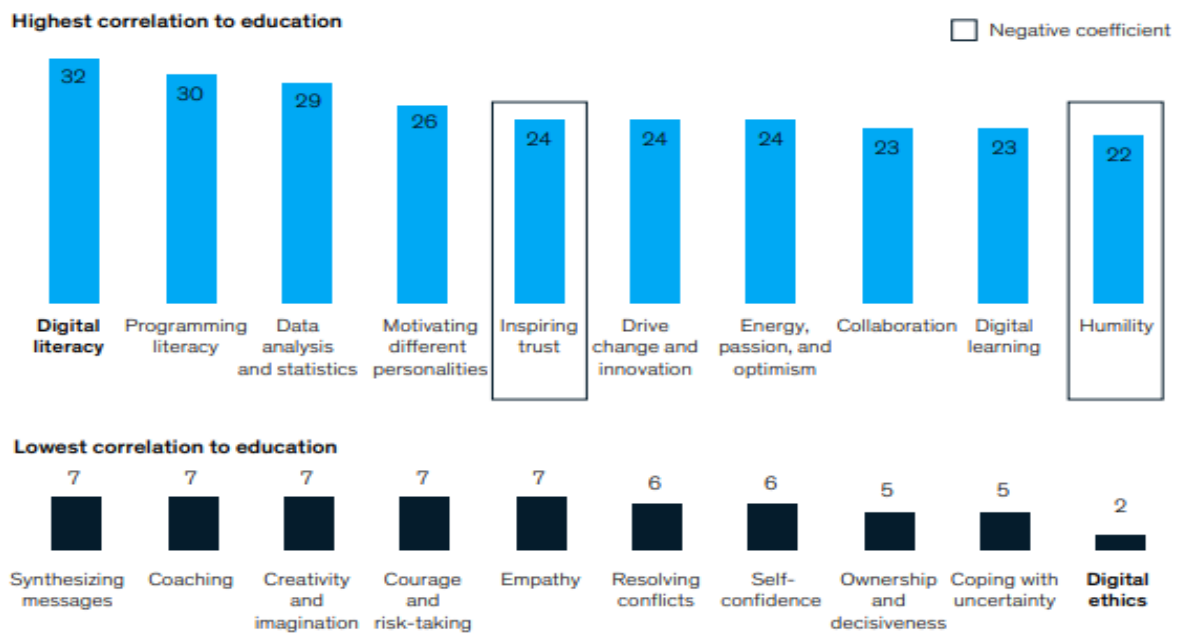 Highest correlation to education
Negative coefficient
32
30
29
26
24
24
24
23
23
22
Digital
literacy
Programming
literacy
Data
analysis
and statistics
Motivating
different
personalities
Inspiring
trust
Drive
change and
innovation
Energy,
passion, and
optimism
Collaboration
Digital
learning
Humility
Lowest correlation to education
7
7
7
7
7
6
6
5
5
2
Synthesizing
messages
Coaching
Creativity
and
imagination
Courage
and
risk-taking
Empathy
Resolving
conflicts
Self-
confidence
Ownership
and
decisiveness
Coping with
uncertainty
Digital
ethics